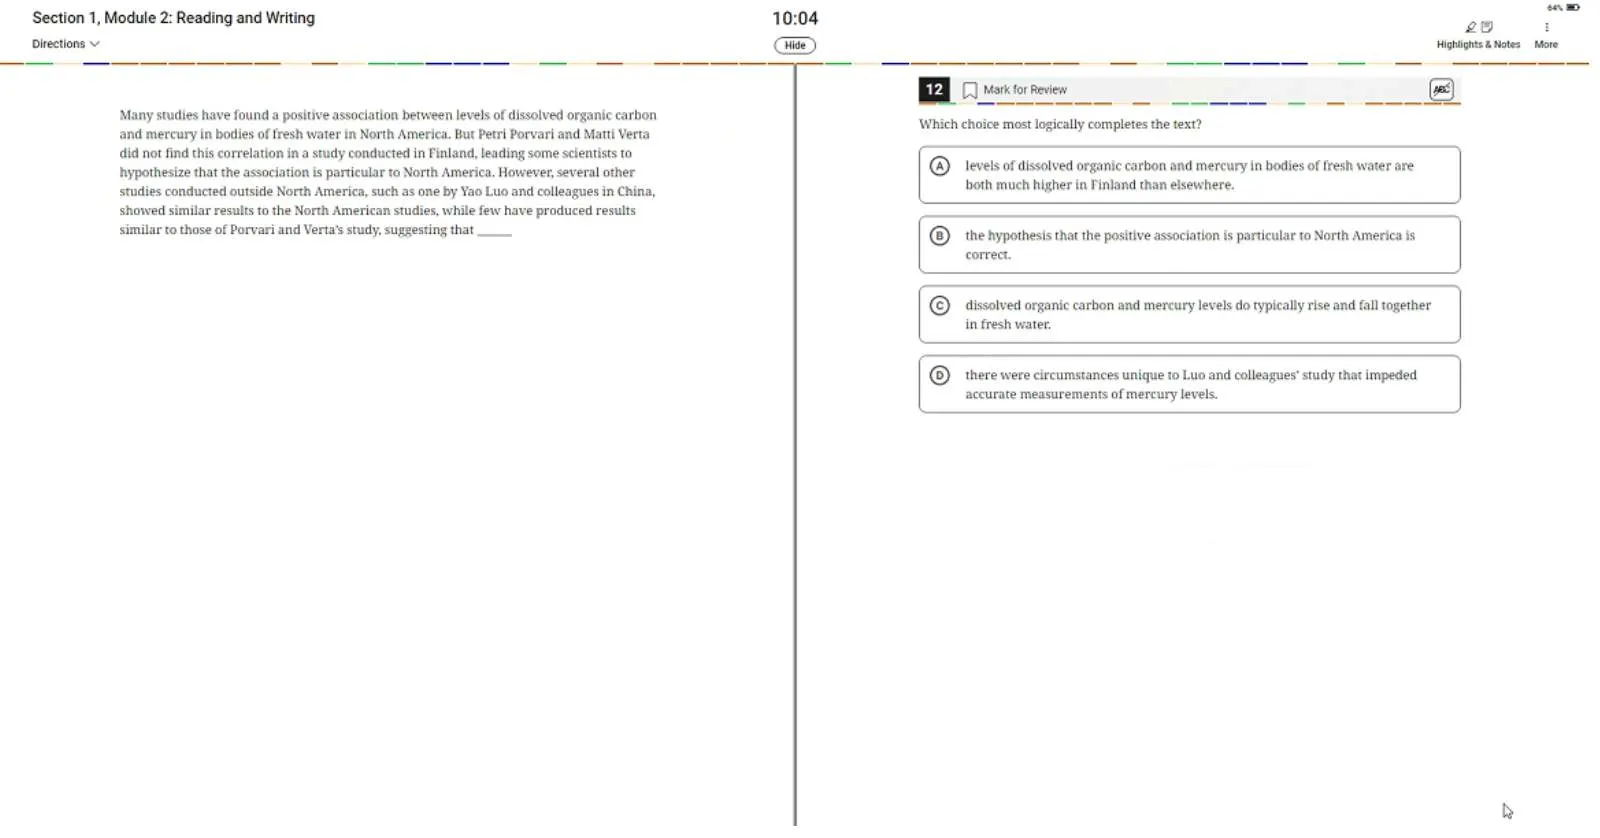 Section 1, Module 2: Reading and Writing
Directions
10:04
Hide
64%
Highlights & Notes
More
Many studies have found a positive association between levels of dissolved organic carbon
and mercury in bodies of fresh water in North America. But Petri Porvari and Matti Verta
did not find this correlation in a study conducted in Finland, leading some scientists to
hypothesize that the association is particular to North America. However, several other
studies conducted outside North America, such as one by Yao Luo and colleagues in China,
showed similar results to the North American studies, while few have produced results
similar to those of Porvari and Verta's study, suggesting that ______
12 Mark for Review ABC
Which choice most logically completes the text?
A levels of dissolved organic carbon and mercury in bodies of fresh water are
both much higher in Finland than elsewhere.
B the hypothesis that the positive association is particular to North America is
correct.
C dissolved organic carbon and mercury levels do typically rise and fall together
in fresh water.
D there were circumstances unique to Luo and colleagues' study that impeded
accurate measurements of mercury levels.